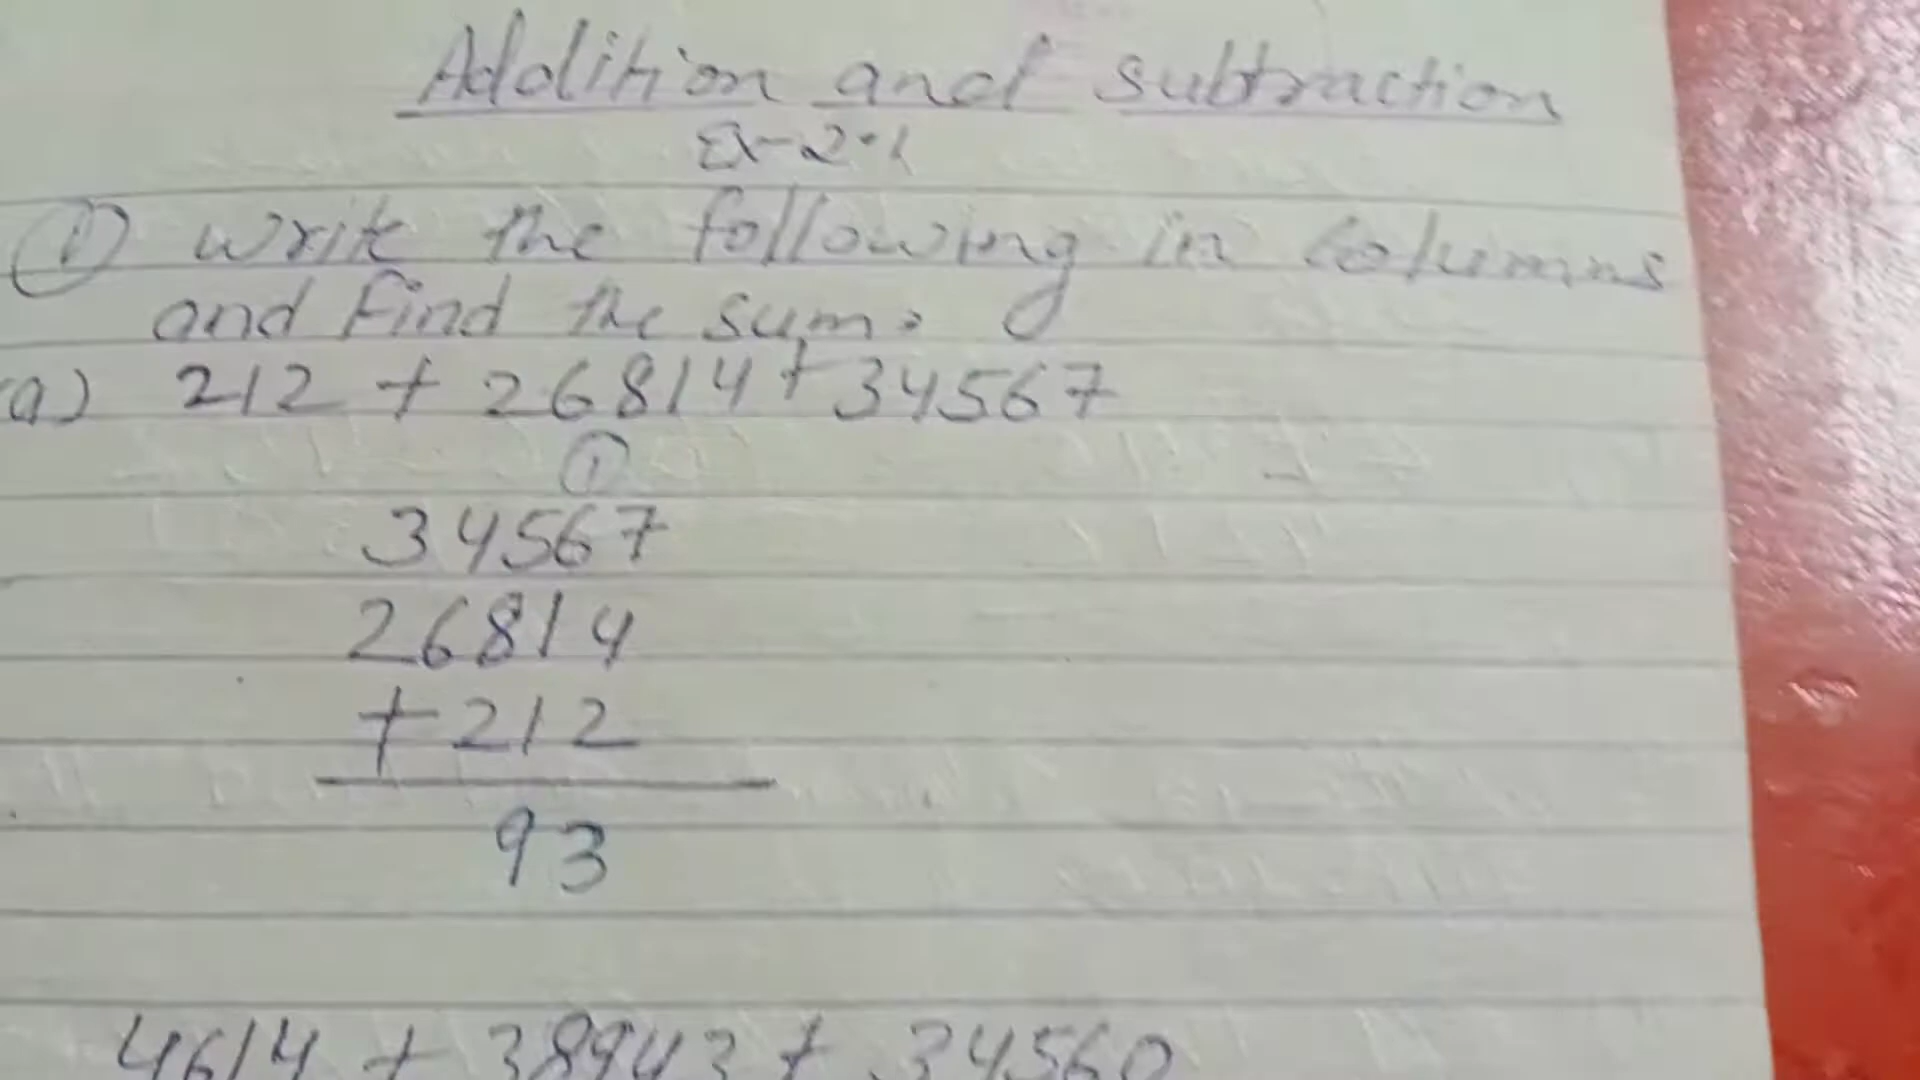 Addition and subtraction
Ex-2.1
① Write the following in columns
and find the sum.
(a) 212 + 26814 + 34567
①
34567
26814
+ 212
93
4614 + 38943 + 34560